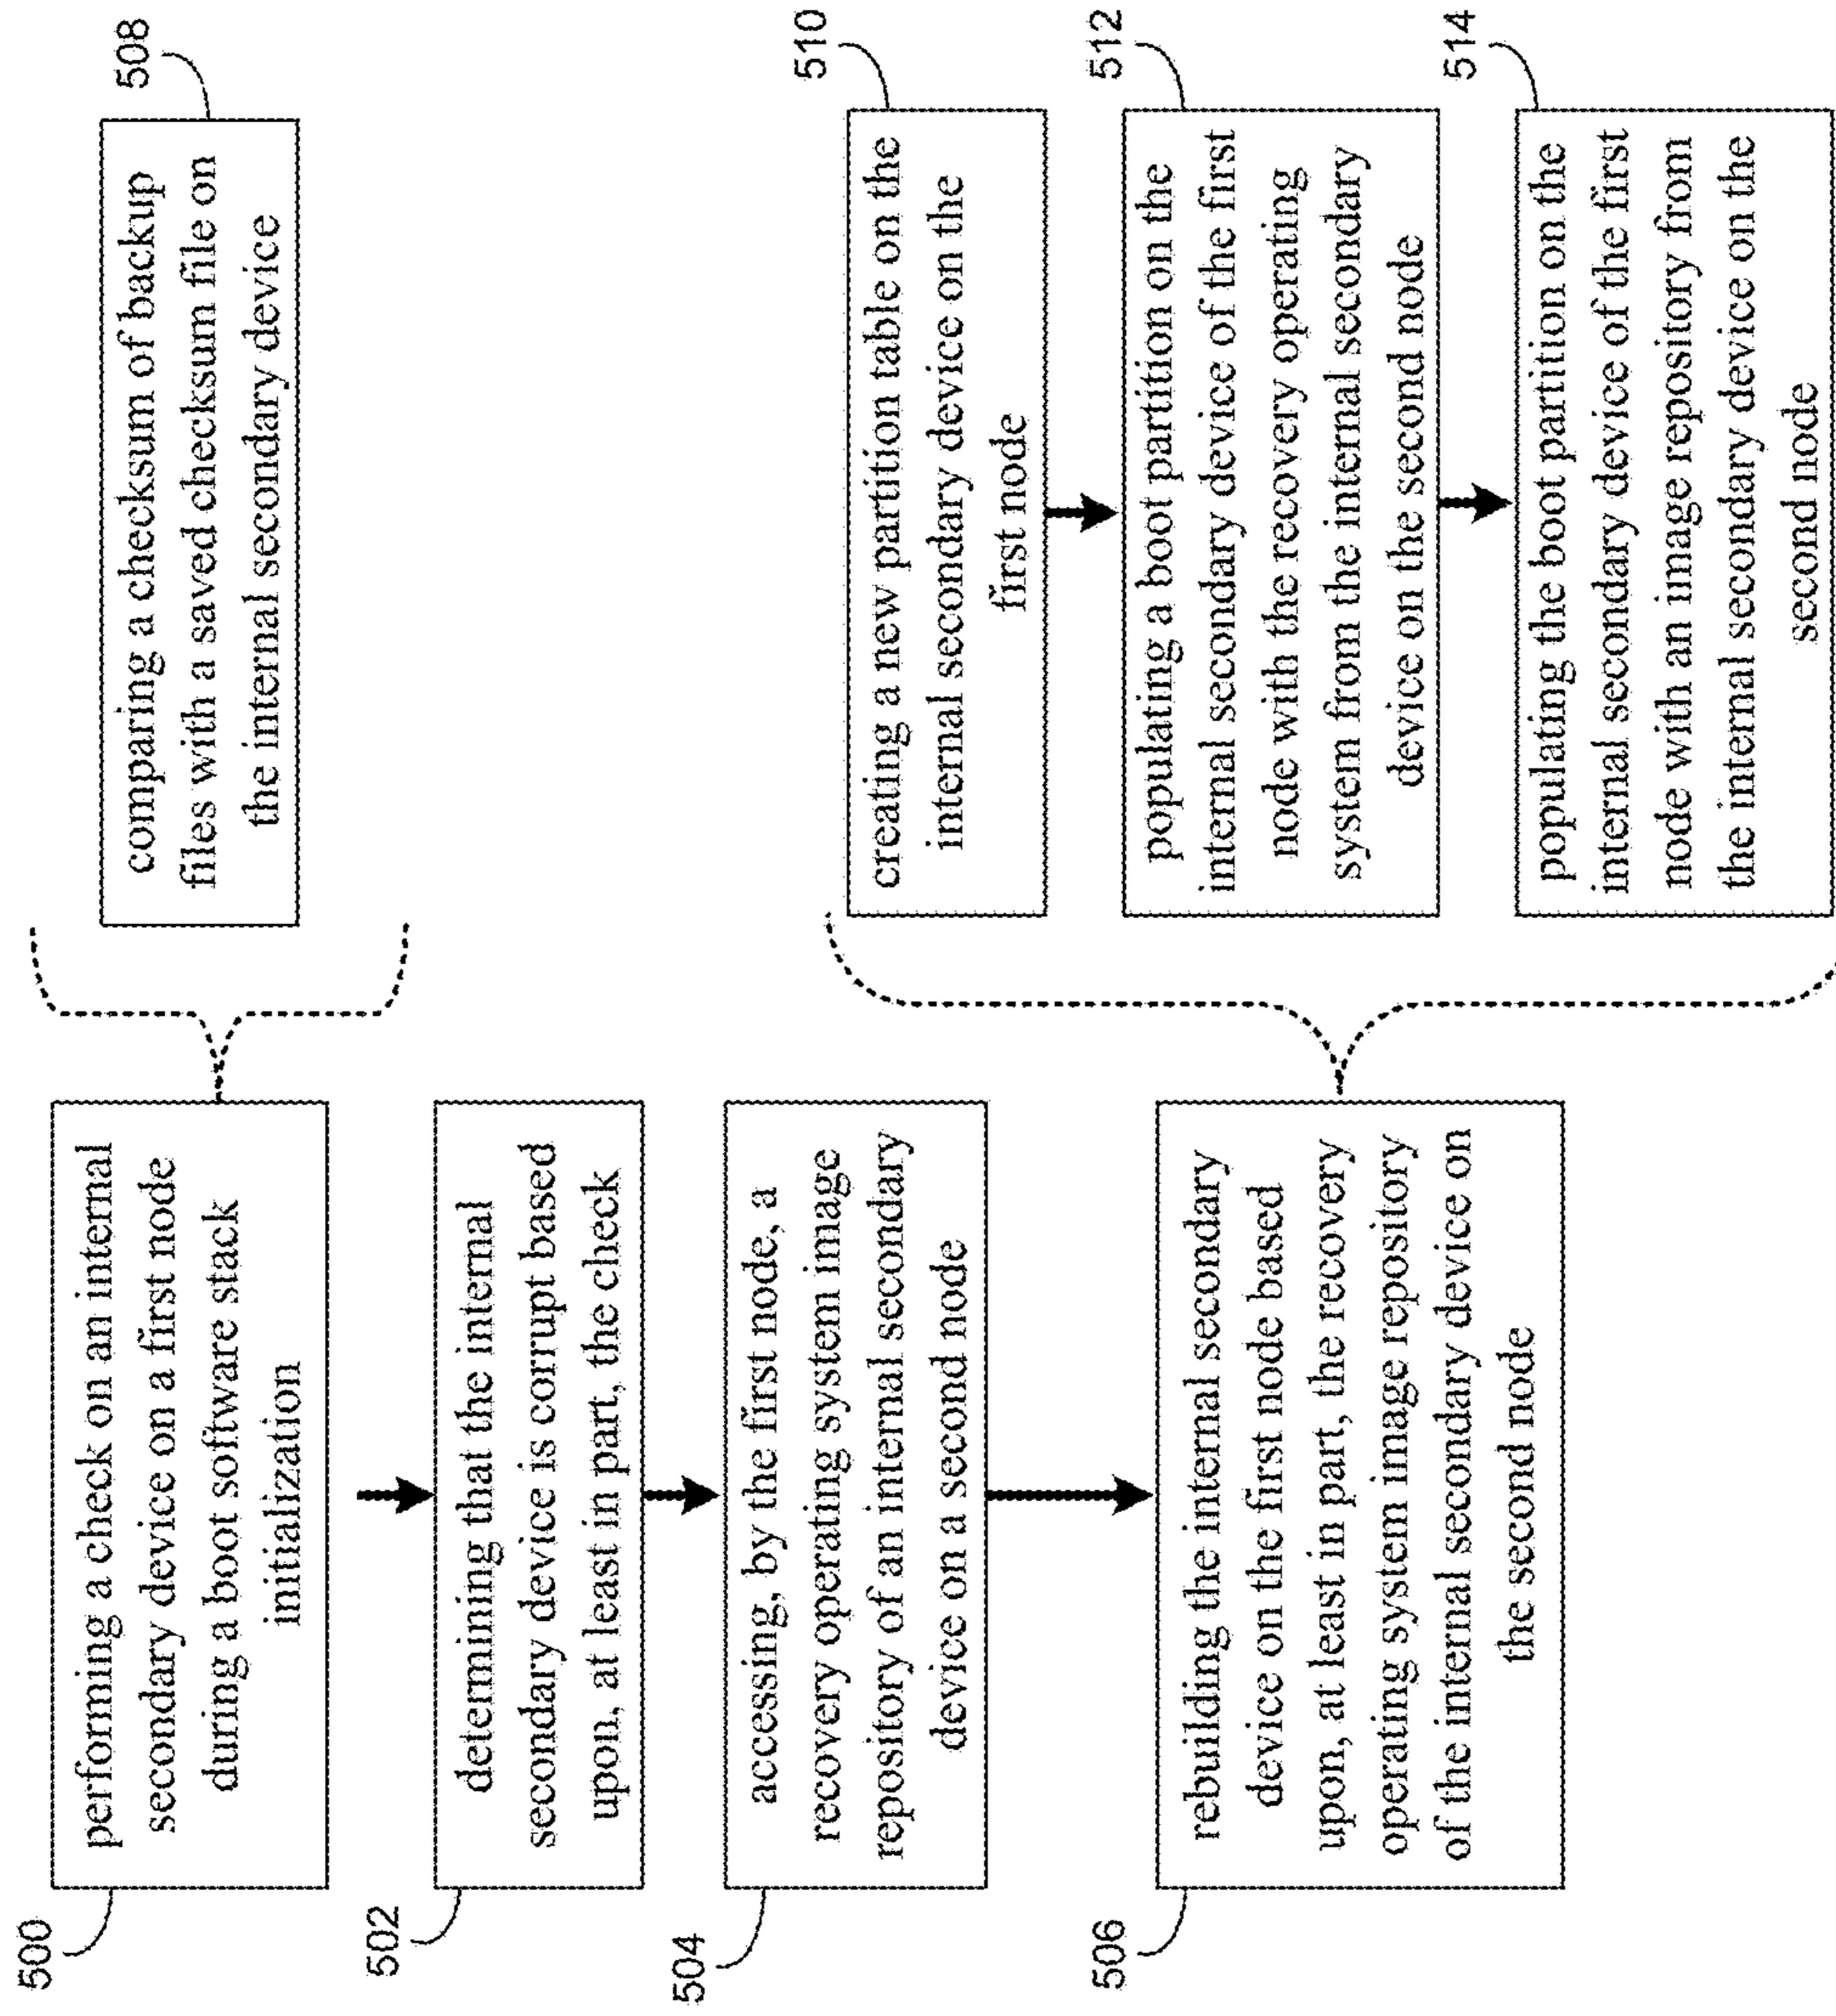 500
performing a check on an internal
secondary device on a first node
during a boot software stack
initialization
508
comparing a checksum of backup
files with a saved checksum file on
the internal secondary device
502
determining that the internal
secondary device is corrupt based
upon, at least in part, the check
504
accessing, by the first node, a
recovery operating system image
repository of an internal secondary
device on a second node
506
rebuilding the internal secondary
device on the first node based
upon, at least in part, the recovery
operating system image repository
of the internal secondary device on
the second node
510
creating a new partition table on the
internal secondary device on the
first node
512
populating a boot partition on the
internal secondary device of the first
node with the recovery operating
system from the internal secondary
device on the second node
514
populating the boot partition on the
internal secondary device of the first
node with an image repository from
the internal secondary device on the
second node